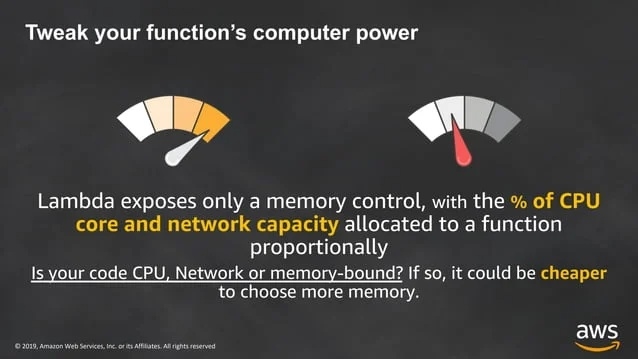 Tweak your function's computer power
Lambda exposes only a memory control, with the % of CPU
core and network capacity allocated to a function
proportionally
Is your code CPU, Network or memory-bound? If so, it could be cheaper
to choose more memory.
© 2019, Amazon Web Services, Inc. or its Affiliates. All rights reserved
aws